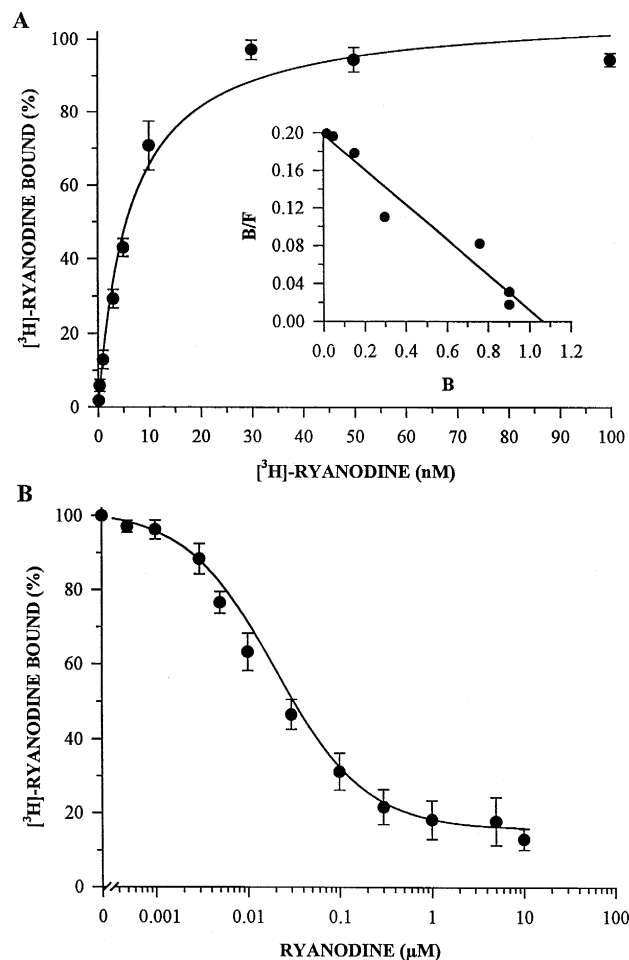 A
[³H]-RYANODINE BOUND (%)
100
80
60
40
20
0
0 10 20 30 40 50 60 70 80 90 100
[³H]-RYANODINE (nM)
B/F
0.20
0.16
0.12
0.08
0.04
0.00
0.0 0.2 0.4 0.6 0.8 1.0 1.2
B
B
[³H]-RYANODINE BOUND (%)
100
80
60
40
20
0
0 0.001 0.01 0.1 1 10 100
RYANODINE (µM)